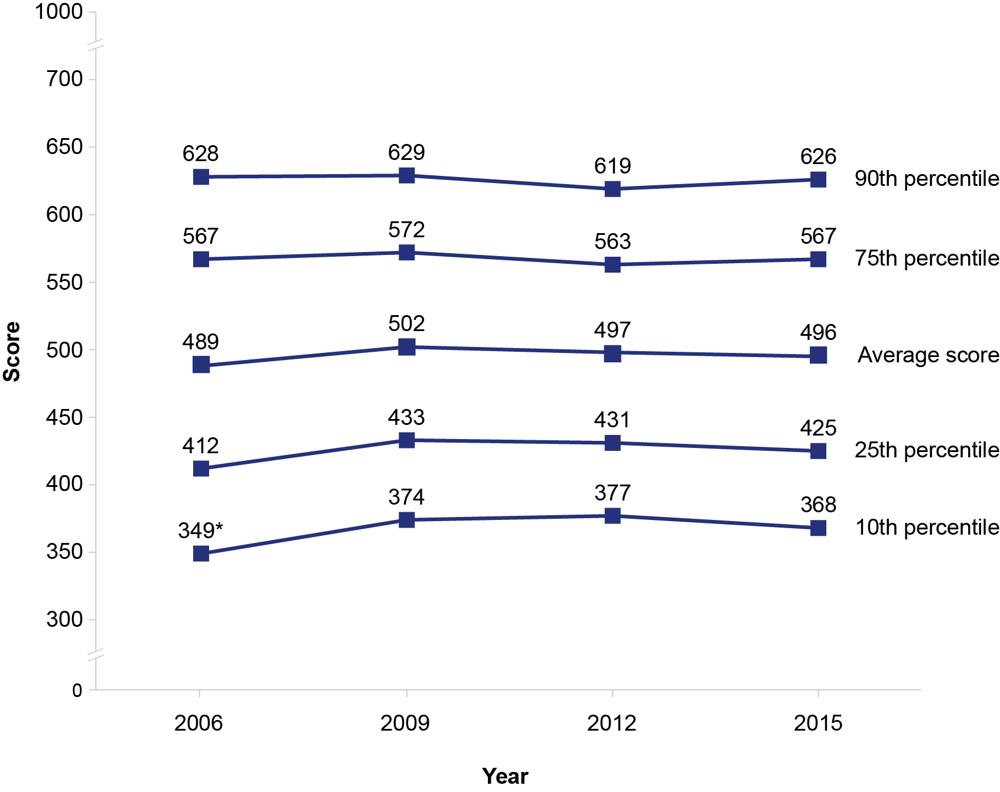 1000
700
650
600
550
500
450
400
350
300
0
Score
628 629 619 626 90th percentile
567 572 563 567 75th percentile
489 502 497 496 Average score
412 433 431 425 25th percentile
349* 374 377 368 10th percentile
2006 2009 2012 2015
Year